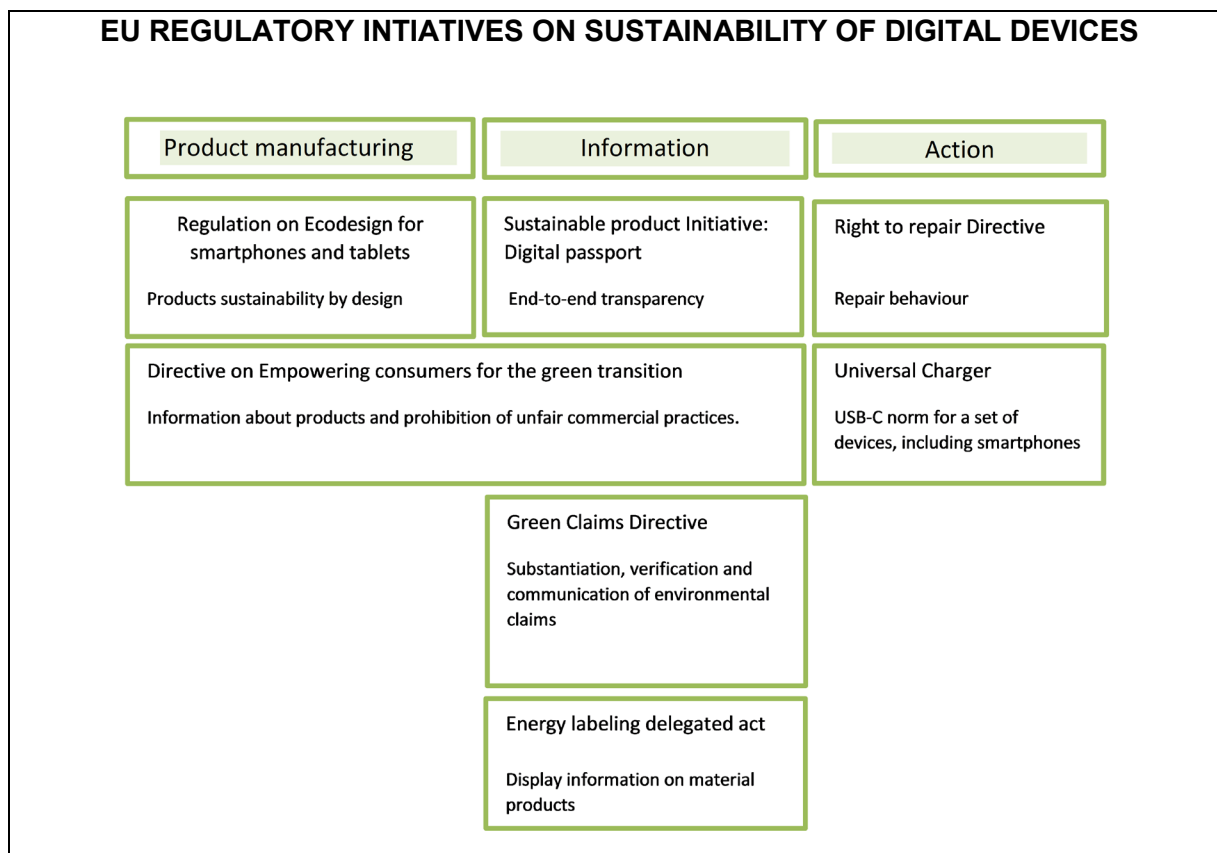 EU REGULATORY INTIATIVES ON SUSTAINABILITY OF DIGITAL DEVICES
Product manufacturing
Information
Action
Regulation on Ecodesign for
smartphones and tablets
Products sustainability by design
Sustainable product Initiative:
Digital passport
End-to-end transparency
Right to repair Directive
Repair behaviour
Directive on Empowering consumers for the green transition
Information about products and prohibition of unfair commercial practices.
Universal Charger
USB-C norm for a set of
devices, including smartphones
Green Claims Directive
Substantiation, verification and
communication of environmental
claims
Energy labeling delegated act
Display information on material
products